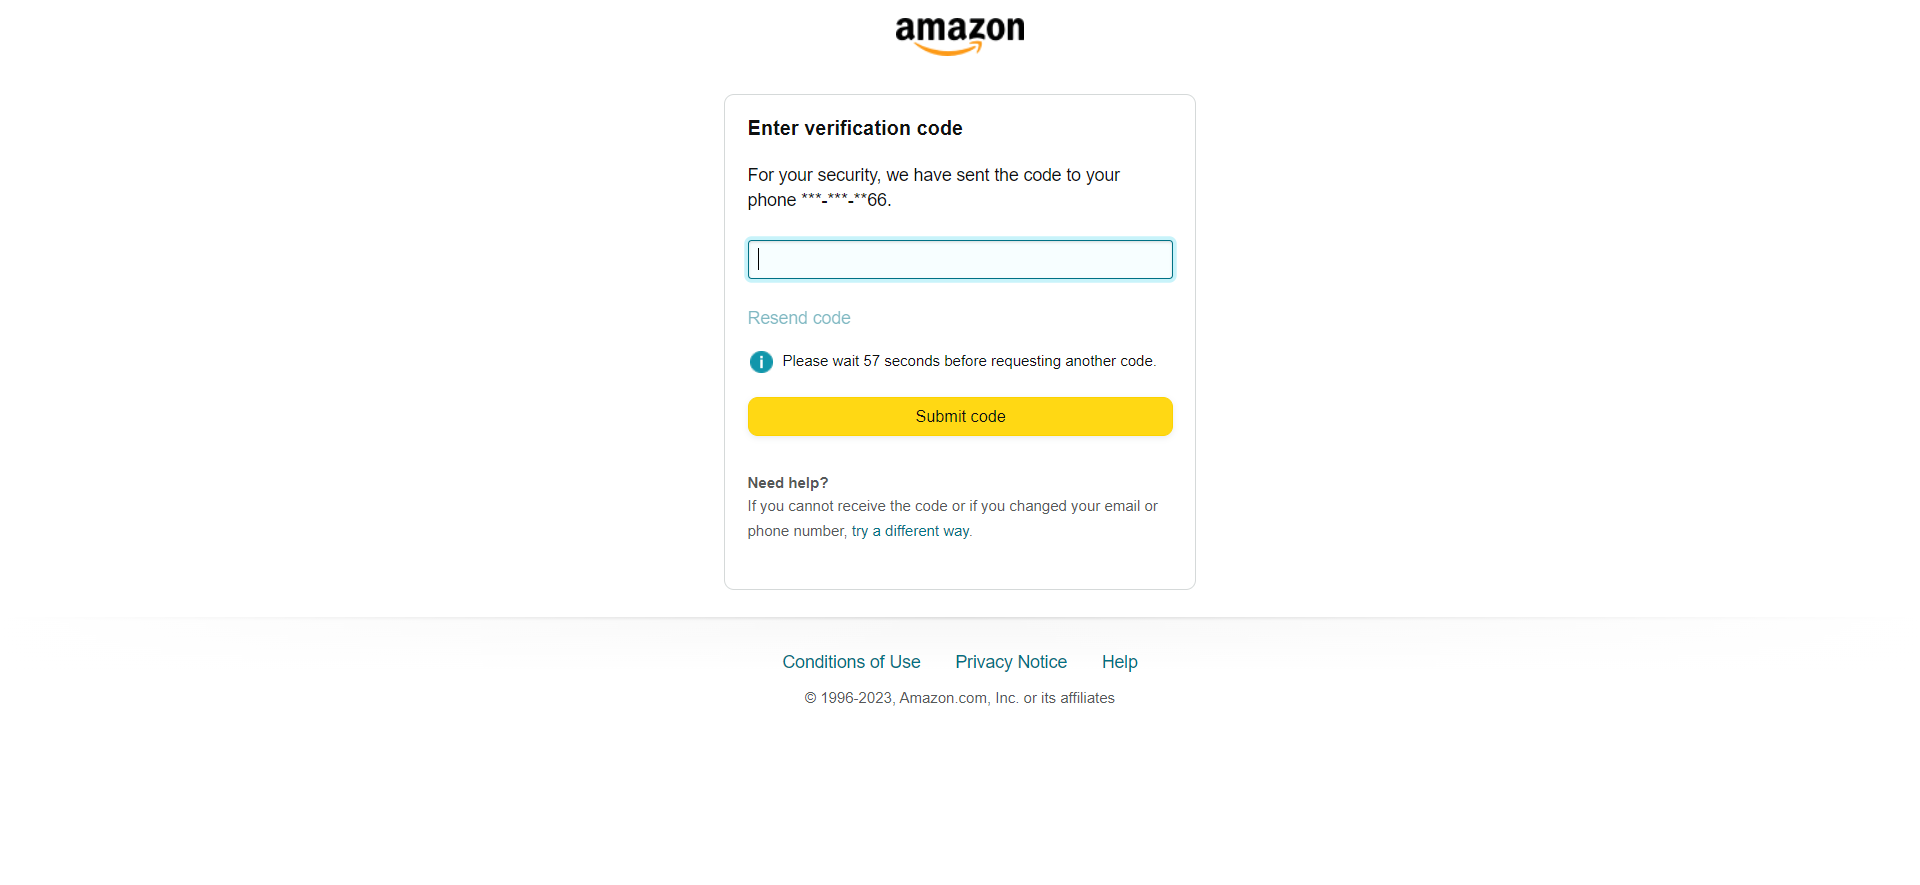 amazon
Enter verification code
For your security, we have sent the code to your
phone ***-***-**66.
Resend code
i Please wait 57 seconds before requesting another code.
Submit code
Need help?
If you cannot receive the code or if you changed your email or
phone number, try a different way.
Conditions of Use Privacy Notice Help
© 1996-2023, Amazon.com, Inc. or its affiliates